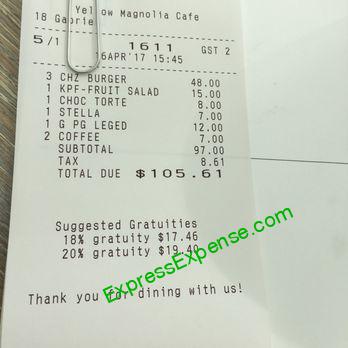 Yellow Magnolia Cafe
18 Gabrie
5/1 1611 GST 2
16APR'17 15:45
3 CHZ BURGER 48.00
1 KPF-FRUIT SALAD 15.00
1 CHOC TORTE 8.00
1 STELLA 7.00
1 G PG LEGED 12.00
2 COFFEE 7.00
SUBTOTAL 97.00
TAX 8.61
TOTAL DUE $105.61
Suggested Gratuities
18% gratuity $17.46
20% gratuity $19.40
ExpressExpense.com
Thank you for dining with us!